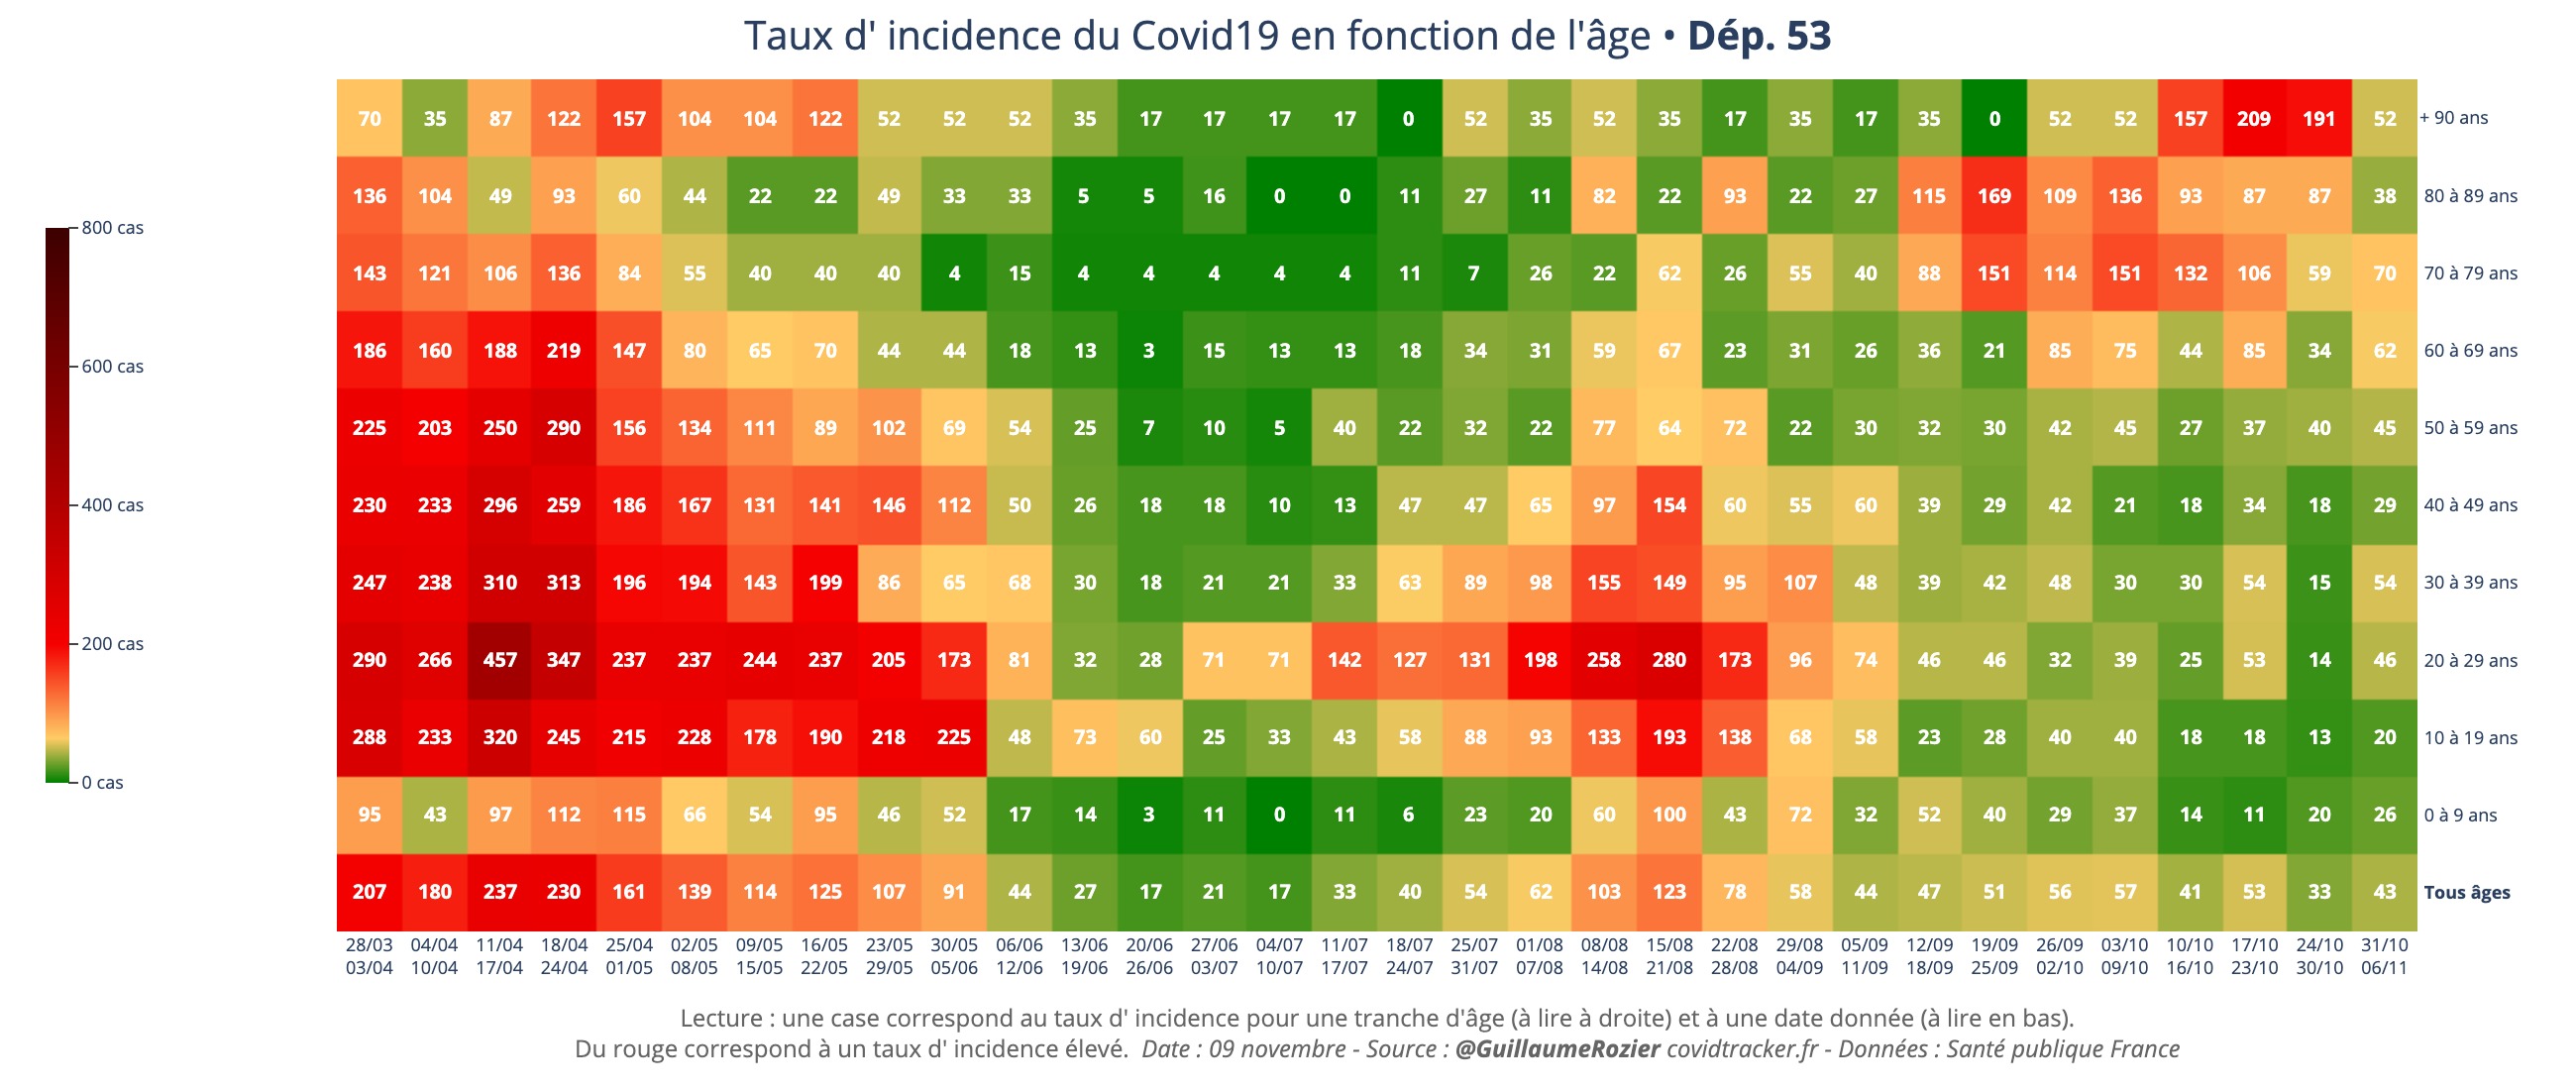 Taux d' incidence du Covid19 en fonction de l'âge • Dép. 53
70 35 87 122 157 104 104 122 52 52 52 35 17 17 17 17 0 52 35 52 35 17 35 17 35 0 52 52 157 209 191 52 + 90 ans
136 104 49 93 60 44 22 22 49 33 33 5 5 16 0 0 11 27 11 82 22 93 22 27 115 169 109 136 93 87 87 38 80 à 89 ans
800 cas
143 121 106 136 84 55 40 40 40 4 15 4 4 4 4 4 11 7 26 22 62 26 55 40 88 151 114 151 132 106 59 70 70 à 79 ans
186 160 188 219 147 80 65 70 44 44 18 13 3 15 13 13 18 34 31 59 67 23 31 26 36 21 85 75 44 85 34 62 60 à 69 ans
600 cas
225 203 250 290 156 134 111 89 102 69 54 25 7 10 5 40 22 32 22 77 64 72 22 30 32 30 42 45 27 37 40 45 50 à 59 ans
400 cas
230 233 296 259 186 167 131 141 146 112 50 26 18 18 10 13 47 47 65 97 154 60 55 60 39 29 42 21 18 34 18 29 40 à 49 ans
247 238 310 313 196 194 143 199 86 65 68 30 18 21 21 33 63 89 98 155 149 95 107 48 39 42 48 30 30 54 15 54 30 à 39 ans
200 cas
290 266 457 347 237 237 244 237 205 173 81 32 28 71 71 142 127 131 198 258 280 173 96 74 46 46 32 39 25 53 14 46 20 à 29 ans
288 233 320 245 215 228 178 190 218 225 48 73 60 25 33 43 58 88 93 133 193 138 68 58 23 28 40 40 18 18 13 20 10 à 19 ans
0 cas
95 43 97 112 115 66 54 95 46 52 17 14 3 11 0 11 6 23 20 60 100 43 72 32 52 40 29 37 14 11 20 26 0 à 9 ans
207 180 237 230 161 139 114 125 107 91 44 27 17 21 17 33 40 54 62 103 123 78 58 44 47 51 56 57 41 53 33 43 Tous âges
28/03 04/04 11/04 18/04 25/04 02/05 09/05 16/05 23/05 30/05 06/06 13/06 20/06 27/06 04/07 11/07 18/07 25/07 01/08 08/08 15/08 22/08 29/08 05/09 12/09 19/09 26/09 03/10 10/10 17/10 24/10 31/10
03/04 10/04 17/04 24/04 01/05 08/05 15/05 22/05 29/05 05/06 12/06 19/06 26/06 03/07 10/07 17/07 24/07 31/07 07/08 14/08 21/08 28/08 04/09 11/09 18/09 25/09 02/10 09/10 16/10 23/10 30/10 06/11
Lecture : une case correspond au taux d' incidence pour une tranche d'âge (à lire à droite) et à une date donnée (à lire en bas).
Du rouge correspond à un taux d' incidence élevé. Date : 09 novembre - Source : @GuillaumeRozier covidtracker.fr - Données : Santé publique France